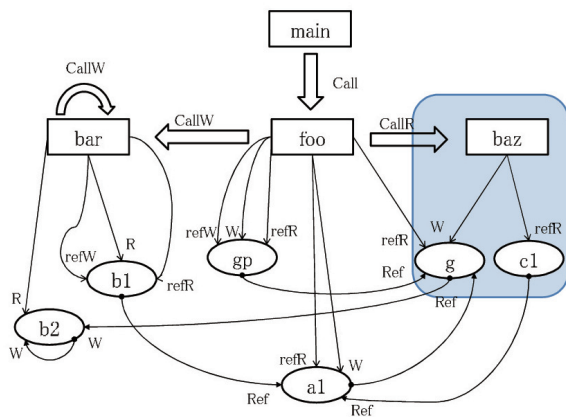 main
CallW
Call
CallW
CallR
bar
foo
baz
refW
W
refR
W
R
refW
refR
refR
gp
g
c1
b1
refR
Ref
Ref
R
b2
W
W
refR
W
a1
Ref
Ref